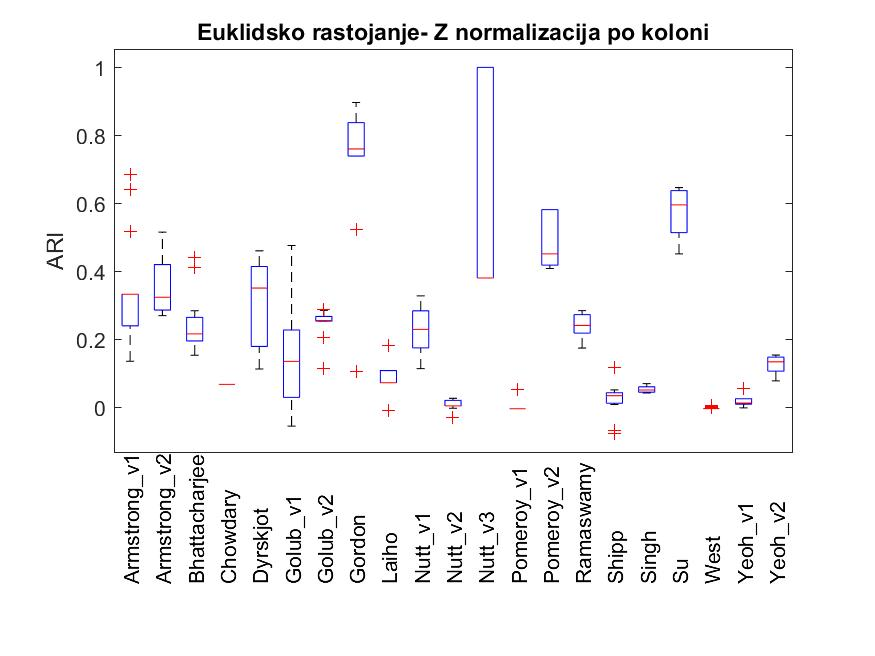 Euklidsko rastojanje- Z normalizacija po koloni
ARI
1
0.8
0.6
0.4
0.2
0
Armstrong_v1
Armstrong_v2
Bhattacharjee
Chowdary
Dyrskjot
Golub_v1
Golub_v2
Gordon
Laiho
Nutt_v1
Nutt_v2
Nutt_v3
Pomeroy_v1
Pomeroy_v2
Ramaswamy
Shipp
Singh
Su
West
Yeoh_v1
Yeoh_v2